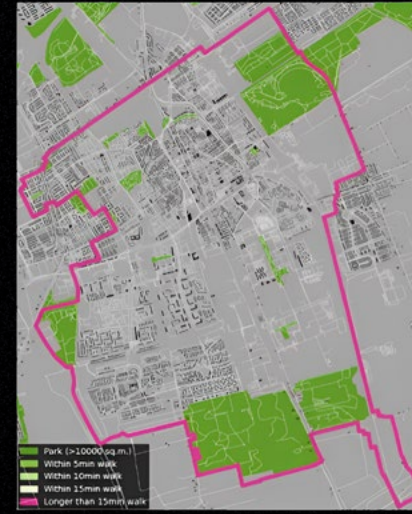 Park (>10000 sq.m.)
Within 5min walk
Within 10min walk
Within 15min walk
Longer than 15min walk